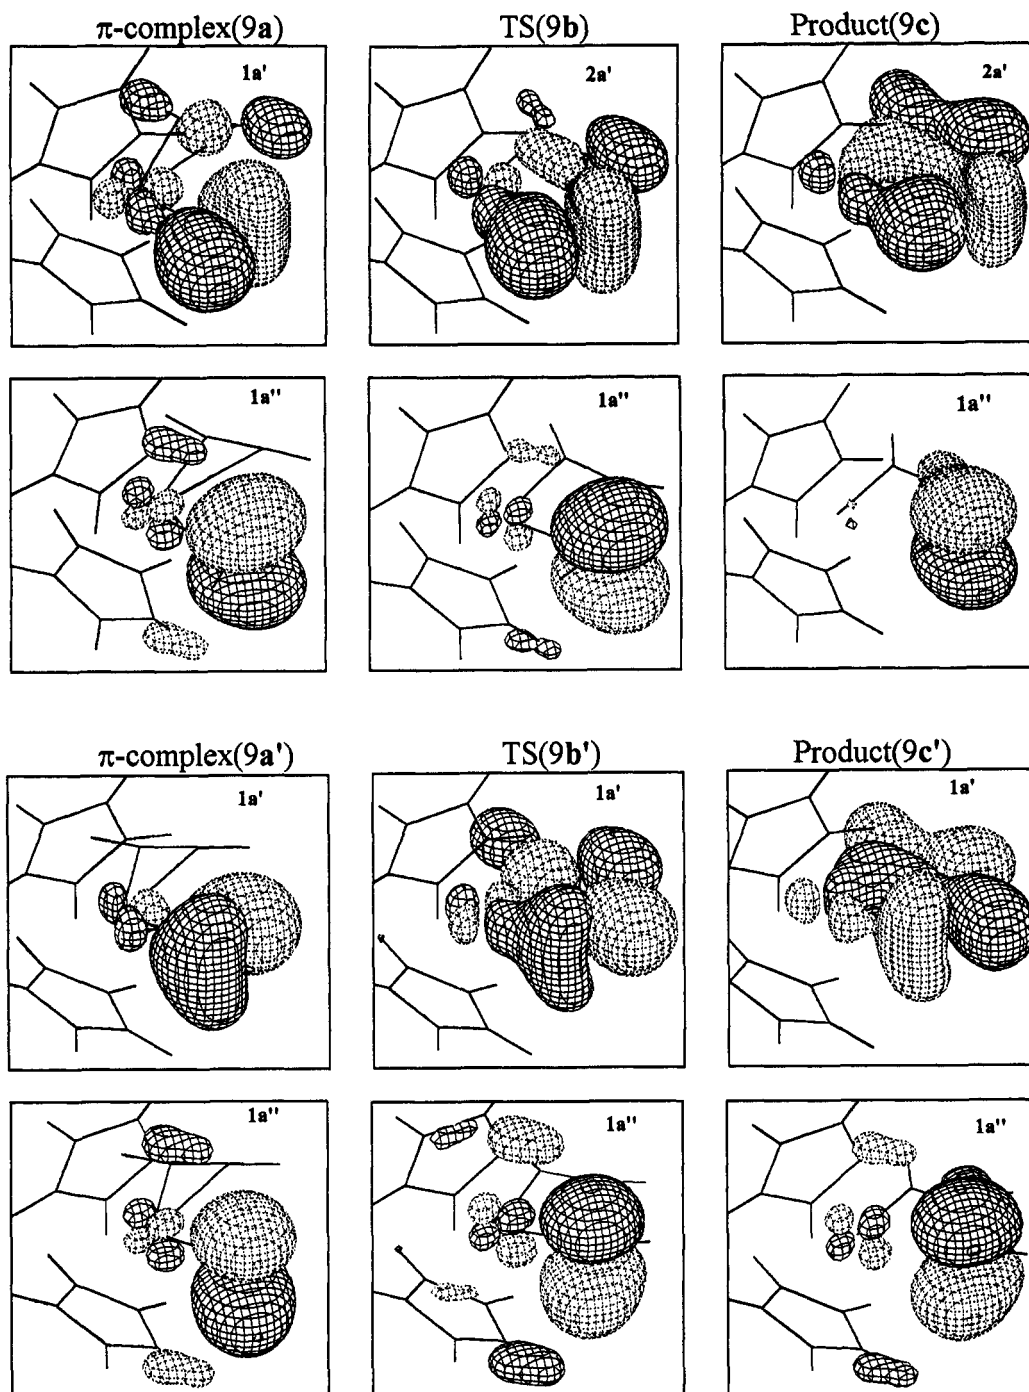 π-complex(9a) TS(9b) Product(9c)
1a' 2a' 2a'
1a'' 1a'' 1a''
π-complex(9a') TS(9b') Product(9c')
1a' 1a' 1a'
1a'' 1a'' 1a''